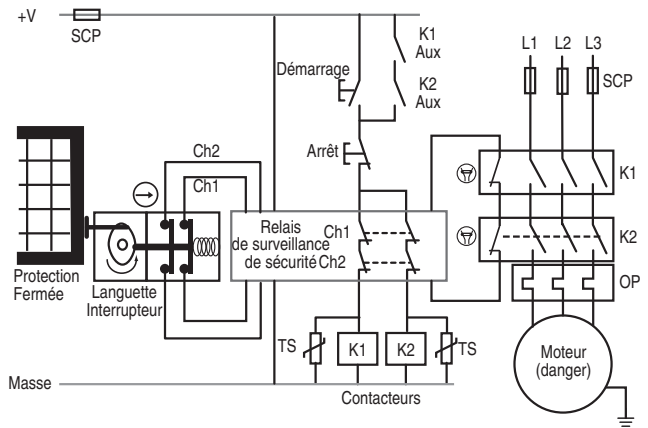 +V
SCP
K1
Aux
Démarrage
K2
Aux
L1 L2 L3
SCP
Arrêt
Ch2
Ch1
K1
Relais
de surveillance
de sécurité
Ch1
Ch2
K2
Protection
Fermée
Languette
Interrupteur
OP
TS
K1
K2
TS
Moteur
(danger)
Masse
Contacteurs